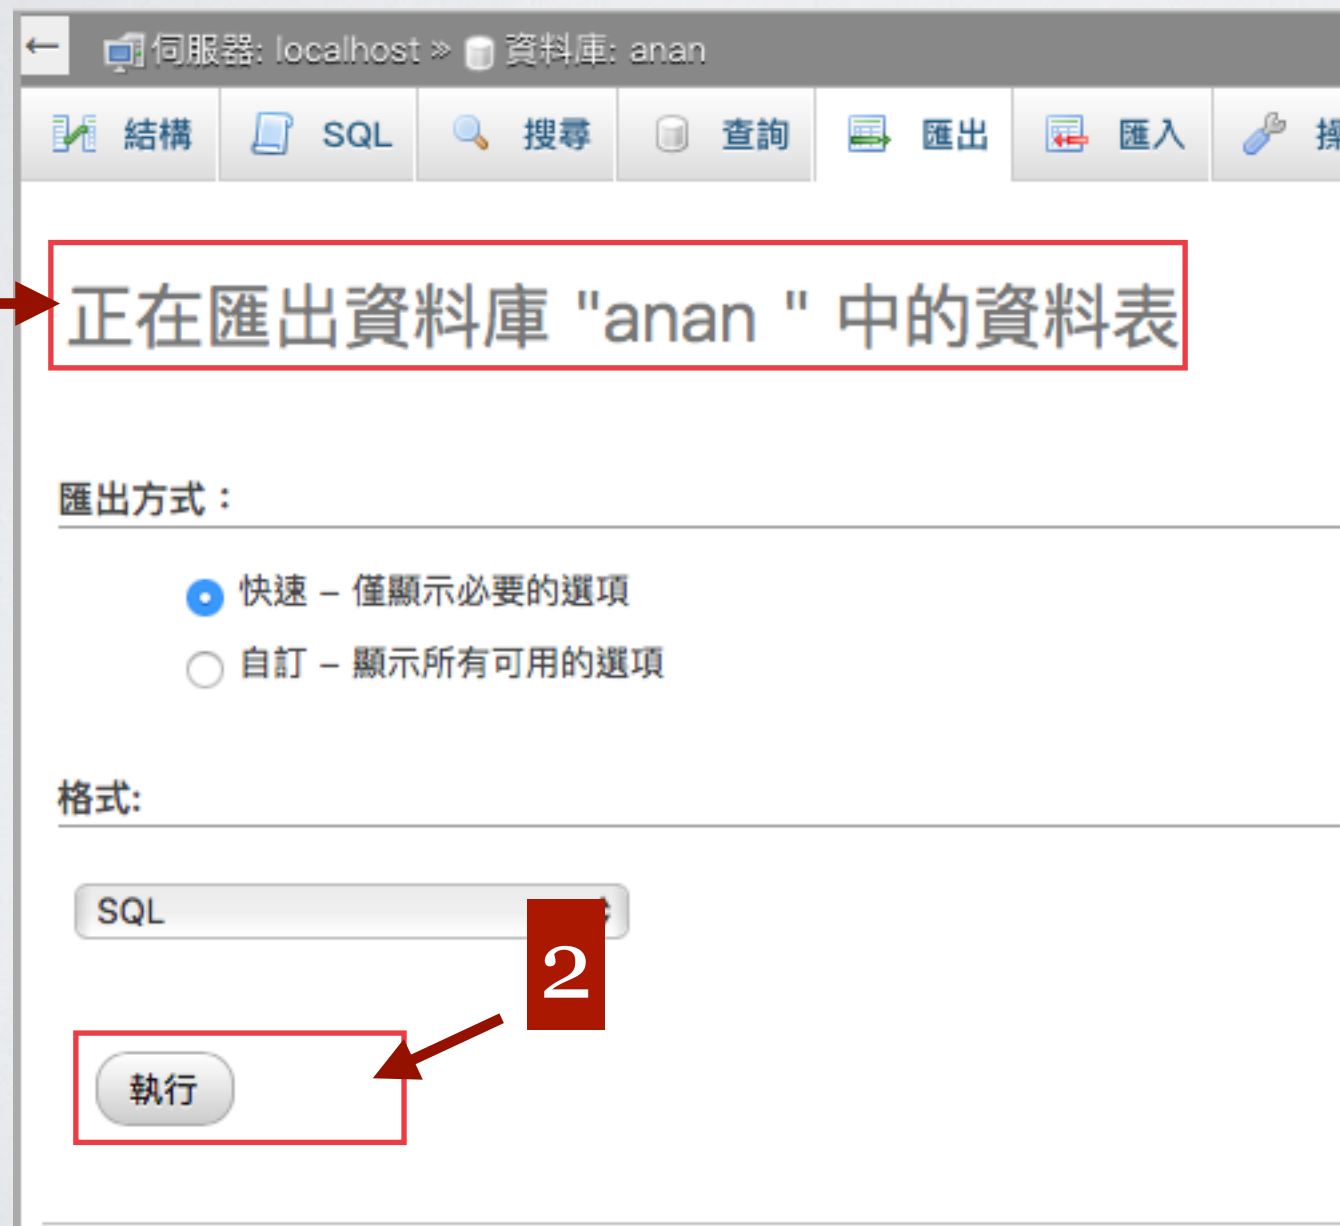 伺服器: localhost » 資料庫: anan
結構 SQL 搜尋 查詢 匯出 匯入
正在匯出資料庫 "anan " 中的資料表
匯出方式：
快速 – 僅顯示必要的選項
自訂 – 顯示所有可用的選項
格式:
SQL
2
執行